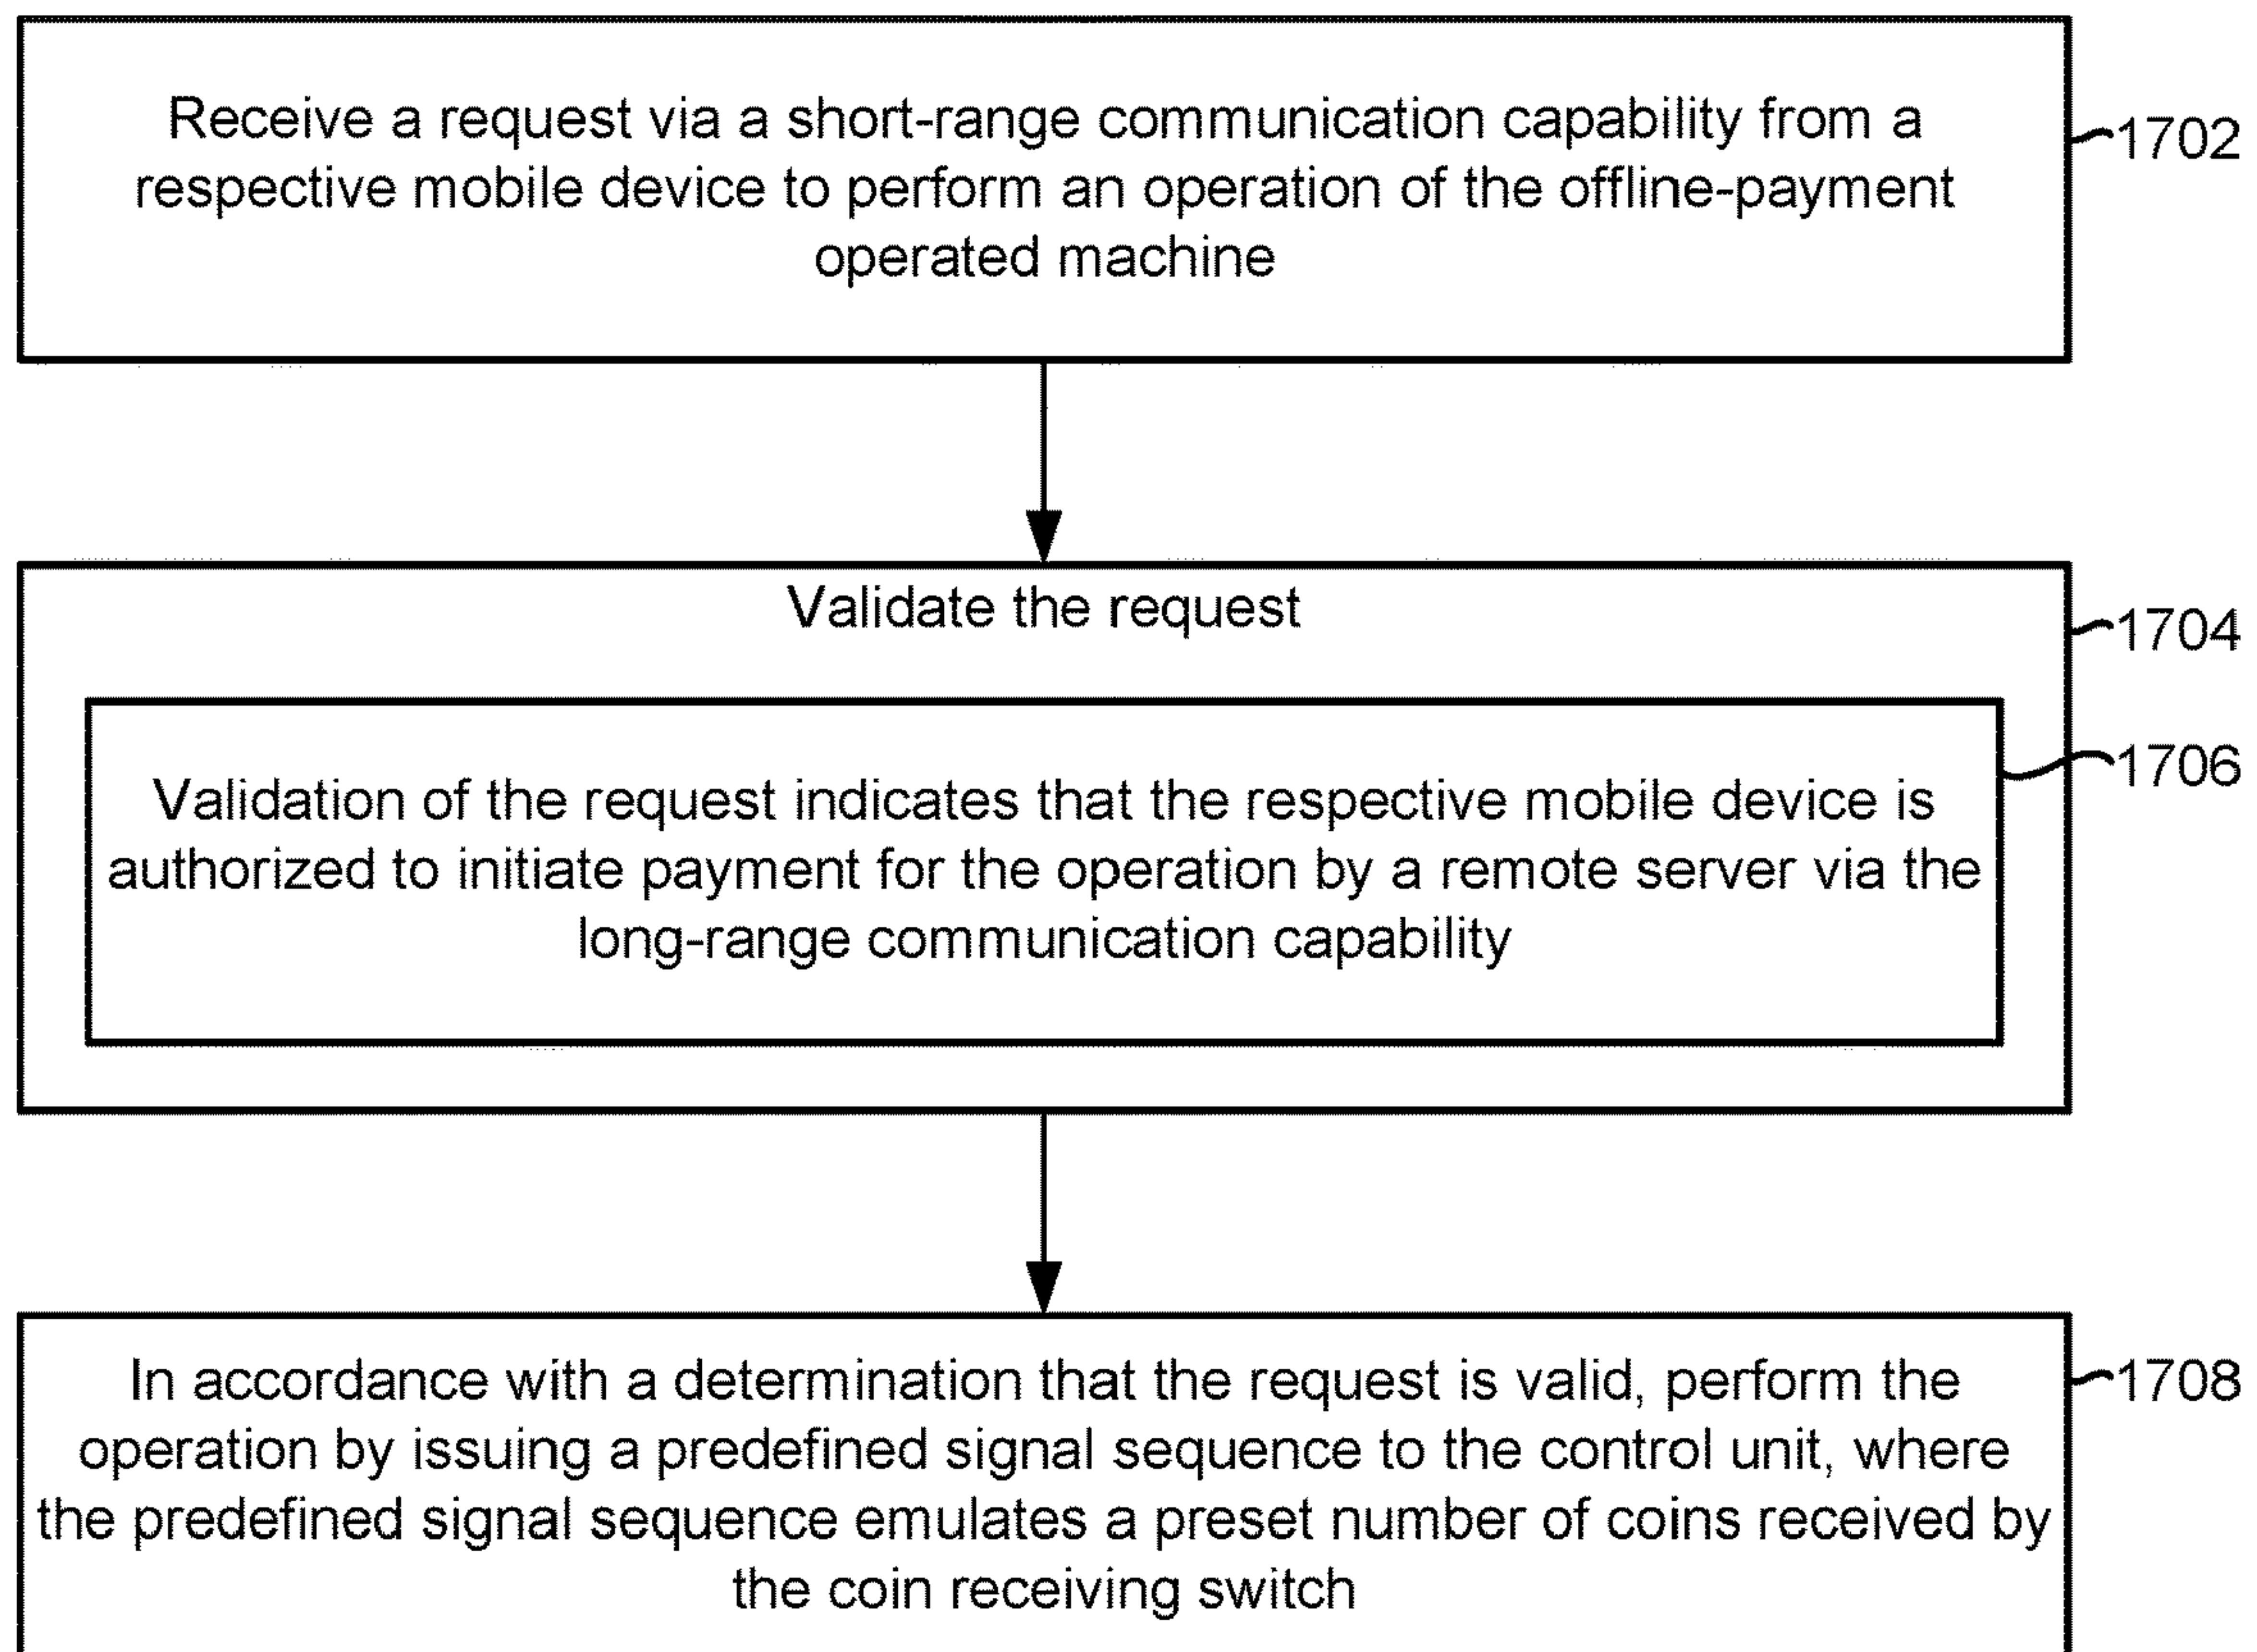 Receive a request via a short-range communication capability from a
respective mobile device to perform an operation of the offline-payment
operated machine
1702
Validate the request
1704
Validation of the request indicates that the respective mobile device is
authorized to initiate payment for the operation by a remote server via the
long-range communication capability
1706
In accordance with a determination that the request is valid, perform the
operation by issuing a predefined signal sequence to the control unit, where
the predefined signal sequence emulates a preset number of coins received by
the coin receiving switch
1708